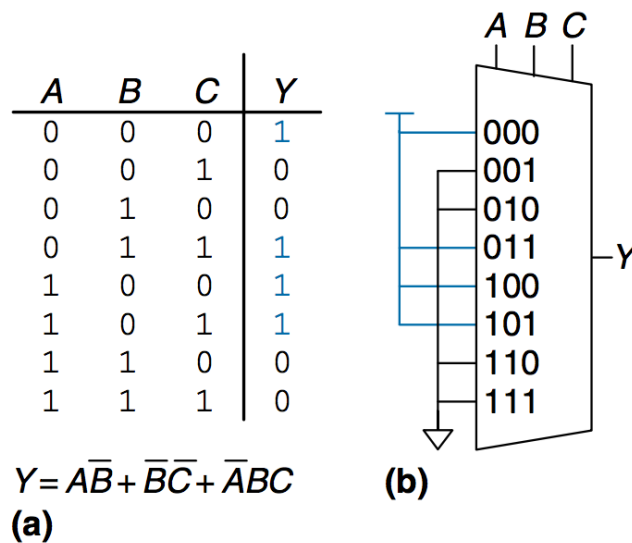 A B C Y
0 0 0 1
0 0 1 0
0 1 0 0
0 1 1 1
1 0 0 1
1 0 1 1
1 1 0 0
1 1 1 0
Y = AB̅ + B̅C̅ + A̅BC
(a)
A B C
000
001
010
011
100
101
110
111
Y
(b)